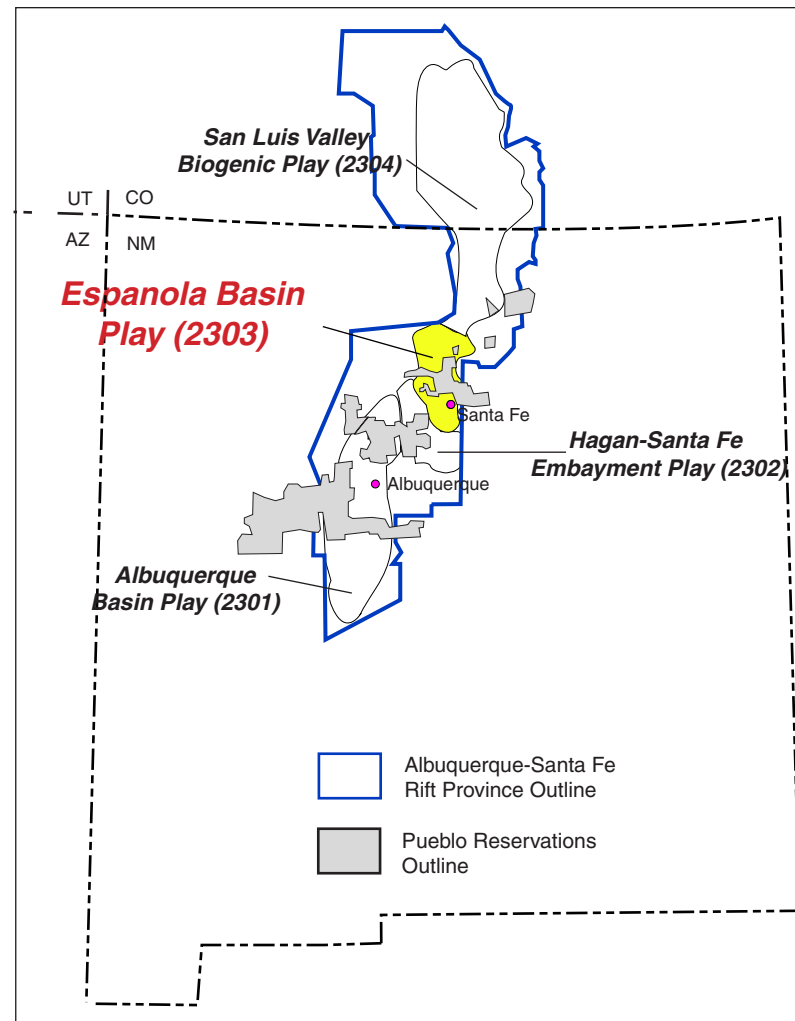 San Luis Valley
Biogenic Play (2304)
UT
CO
AZ
NM
Espanola Basin
Play (2303)
Santa Fe
Hagan-Santa Fe
Embayment Play (2302)
Albuquerque
Albuquerque
Basin Play (2301)
Albuquerque-Santa Fe
Rift Province Outline
Pueblo Reservations
Outline